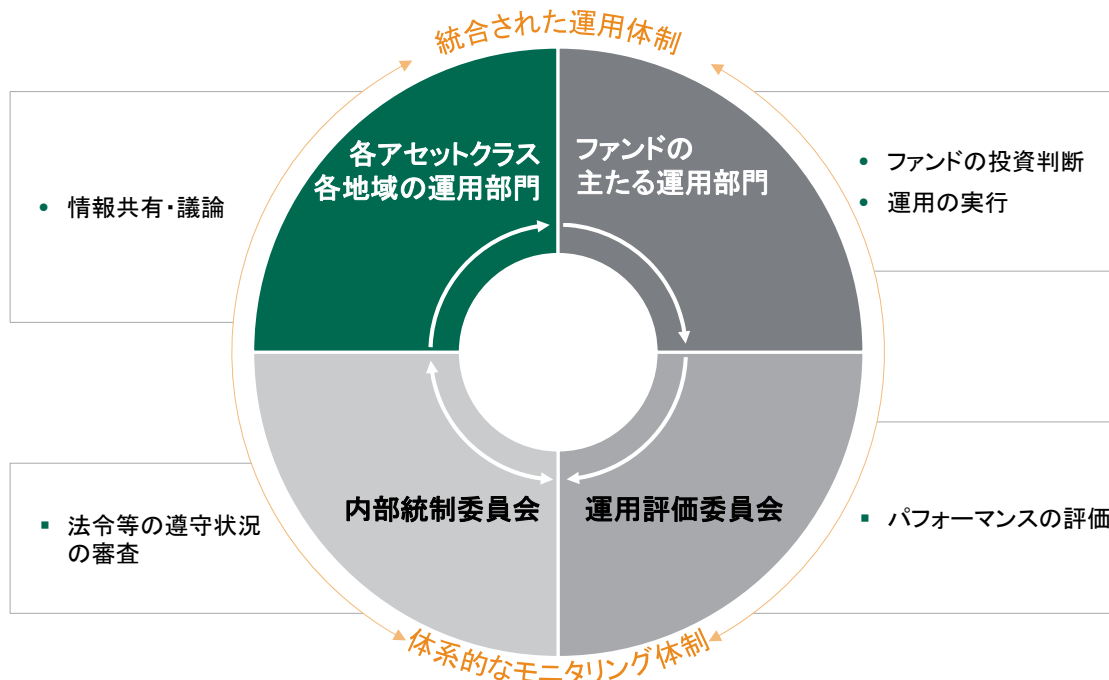 統合された運用体制
各アセットクラス
各地域の運用部門
ファンドの
主たる運用部門
• 情報共有・議論
• ファンドの投資判断
• 運用の実行
内部統制委員会
運用評価委員会
▪ 法令等の遵守状況
の審査
▪ パフォーマンスの評価
体系的なモニタリング体制